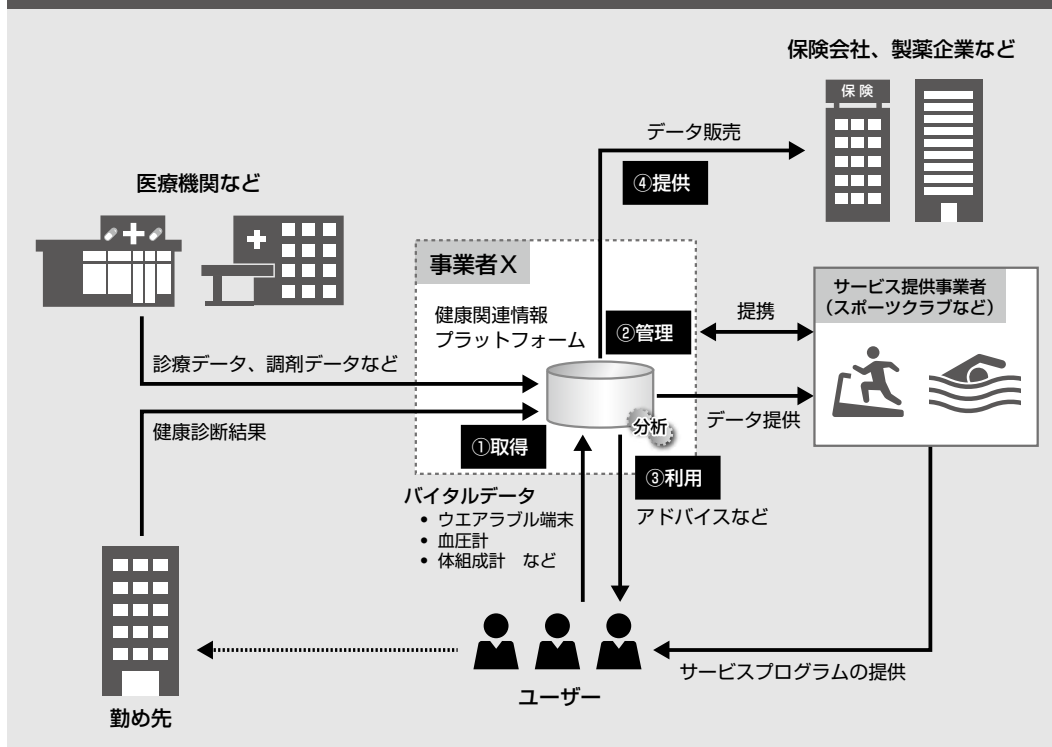 保険会社、製薬企業など
保険
データ販売
④提供
医療機関など
事業者X
健康関連情報
プラットフォーム
②管理
提携
サービス提供事業者
（スポーツクラブなど）
診療データ、調剤データなど
健康診断結果
①取得
分析
データ提供
③利用
アドバイスなど
バイタルデータ
• ウエアラブル端末
• 血圧計
• 体組成計　など
サービスプログラムの提供
ユーザー
勤め先